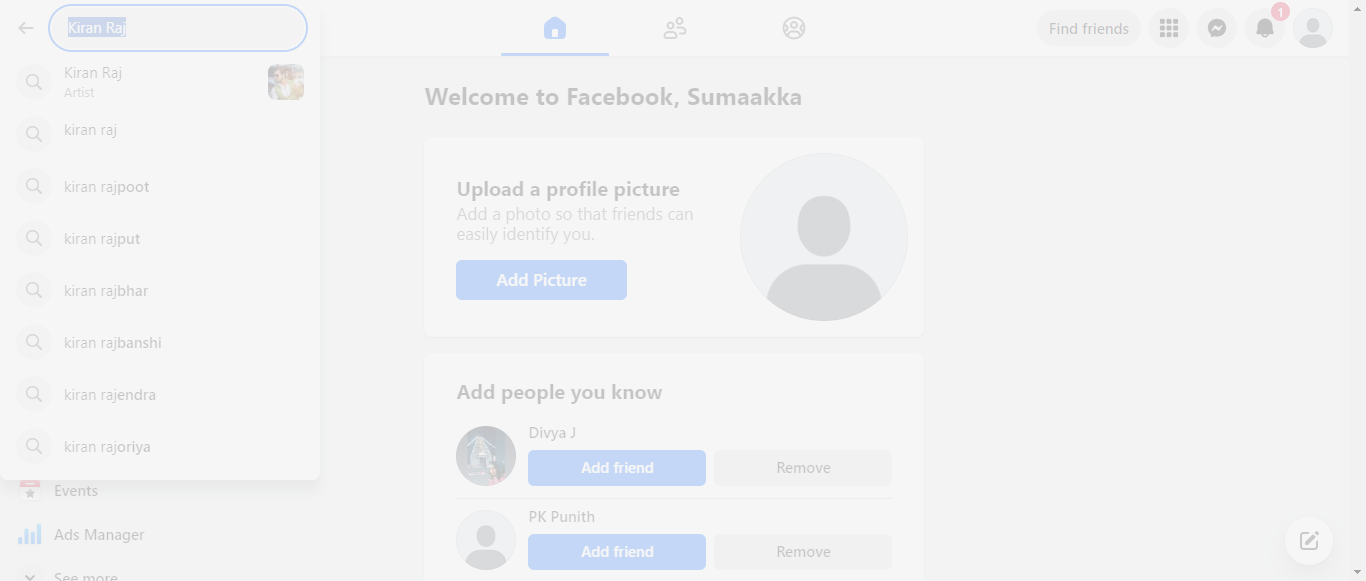 Kiran Raj
Kiran Raj
Artist
kiran raj
kiran rajpoot
kiran rajput
kiran rajbhar
kiran rajbanshi
kiran rajendra
kiran rajoriya
Events
Ads Manager
See more
Find friends
1
Welcome to Facebook, Sumaakka
Upload a profile picture
Add a photo so that friends can
easily identify you.
Add Picture
Add people you know
Divya J
Add friend Remove
PK Punith
Add friend Remove